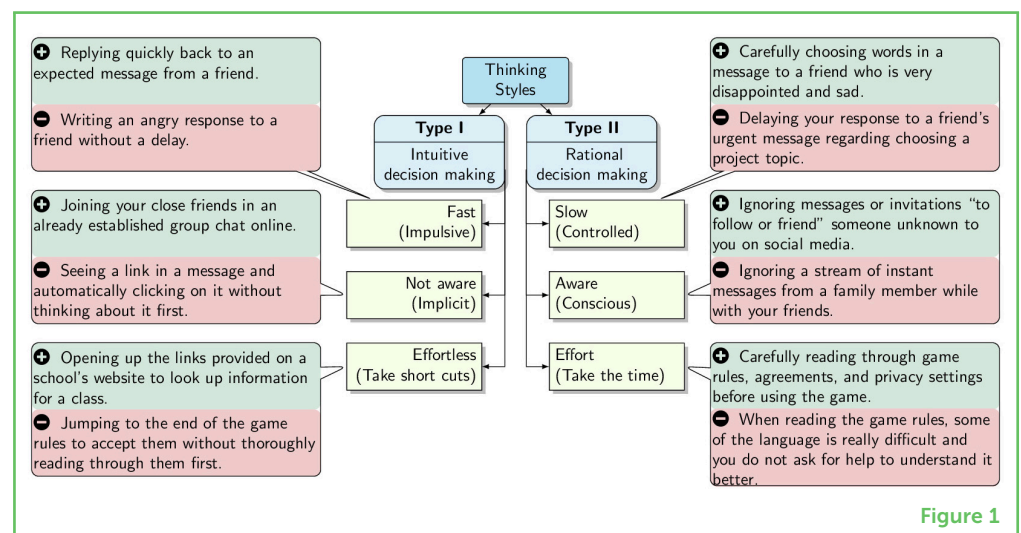 Thinking
Styles
Type I
Intuitive
decision making
Type II
Rational
decision making
➕ Replying quickly back to an
expected message from a friend.
➖ Writing an angry response to a
friend without a delay.
Fast
(Impulsive)
➕ Joining your close friends in an
already established group chat online.
➖ Seeing a link in a message and
automatically clicking on it without
thinking about it first.
Not aware
(Implicit)
➕ Opening up the links provided on a
school's website to look up information
for a class.
➖ Jumping to the end of the game
rules to accept them without thoroughly
reading through them first.
Effortless
(Take short cuts)
➕ Carefully choosing words in a
message to a friend who is very
disappointed and sad.
➖ Delaying your response to a friend's
urgent message regarding choosing a
project topic.
Slow
(Controlled)
➕ Ignoring messages or invitations “to
follow or friend” someone unknown to
you on social media.
➖ Ignoring a stream of instant
messages from a family member while
with your friends.
Aware
(Conscious)
➕ Carefully reading through game
rules, agreements, and privacy settings
before using the game.
➖ When reading the game rules, some
of the language is really difficult and
you do not ask for help to understand it
better.
Effort
(Take the time)
Figure 1